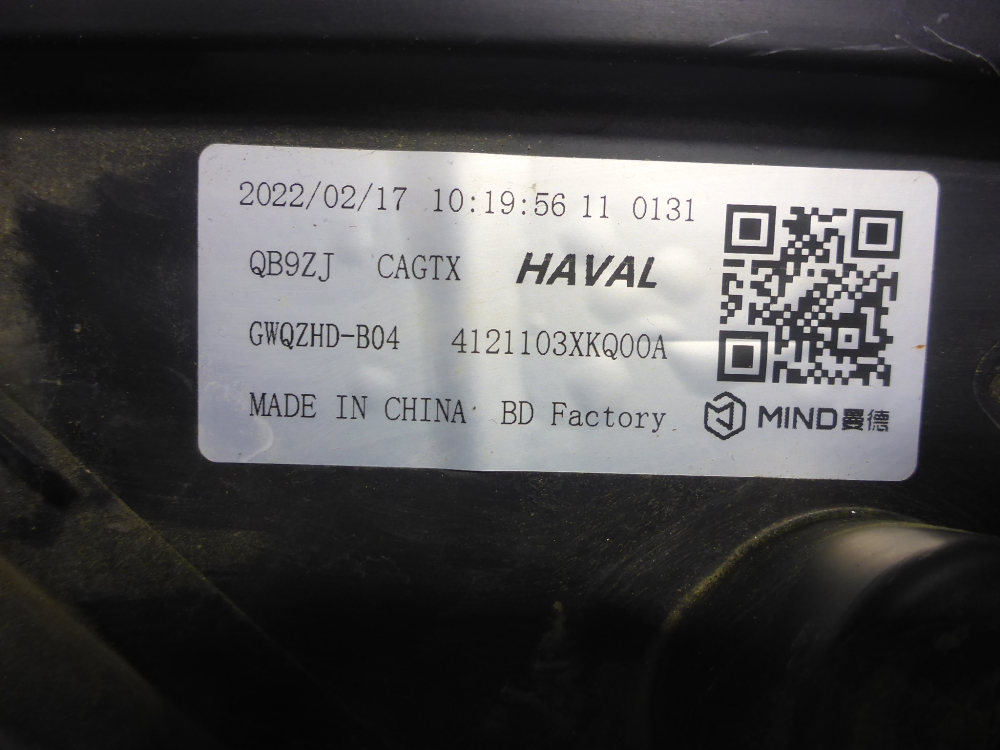 2022/02/17 10:19:56 11 0131
QB9ZJ CAGTX HAVAL
GWQZHD-B04 4121103XKQ00A
MADE IN CHINA BD Factory
MIND曼德